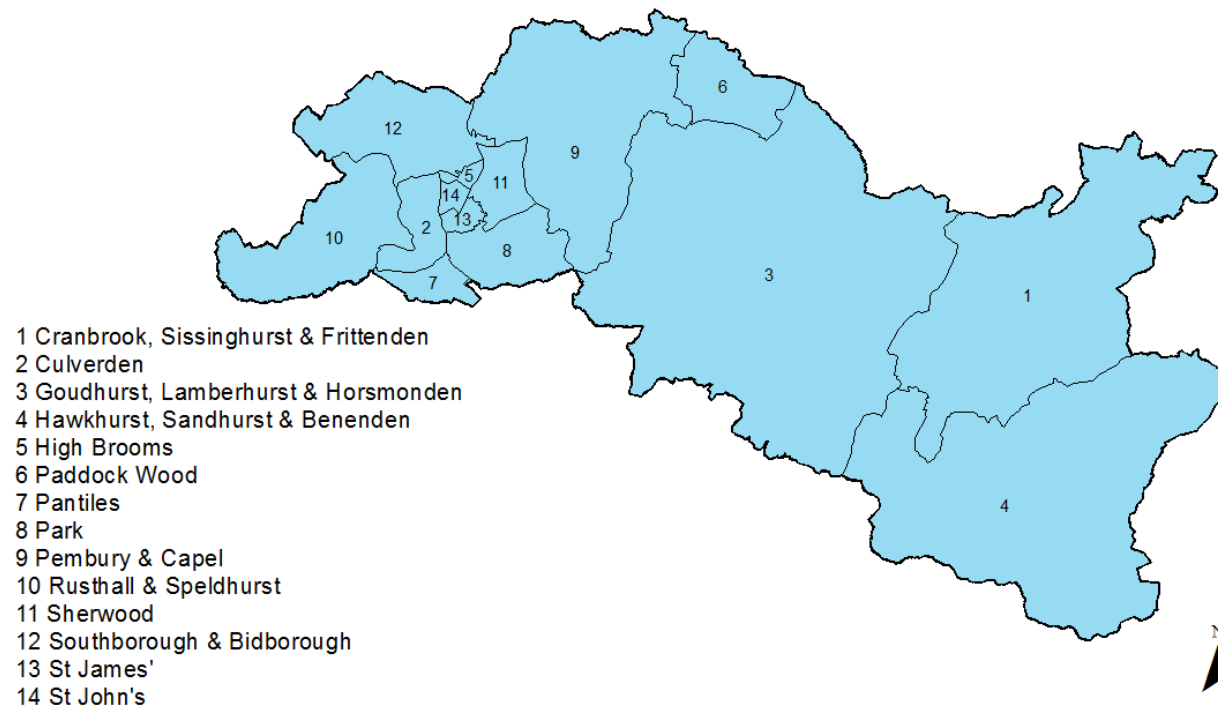 6
12
9
5
11
14
13
2
10
8
7
3
1
4
1 Cranbrook, Sissinghurst & Frittenden
2 Culverden
3 Goudhurst, Lamberhurst & Horsmonden
4 Hawkhurst, Sandhurst & Benenden
5 High Brooms
6 Paddock Wood
7 Pantiles
8 Park
9 Pembury & Capel
10 Rusthall & Speldhurst
11 Sherwood
12 Southborough & Bidborough
13 St James'
14 St John's
N